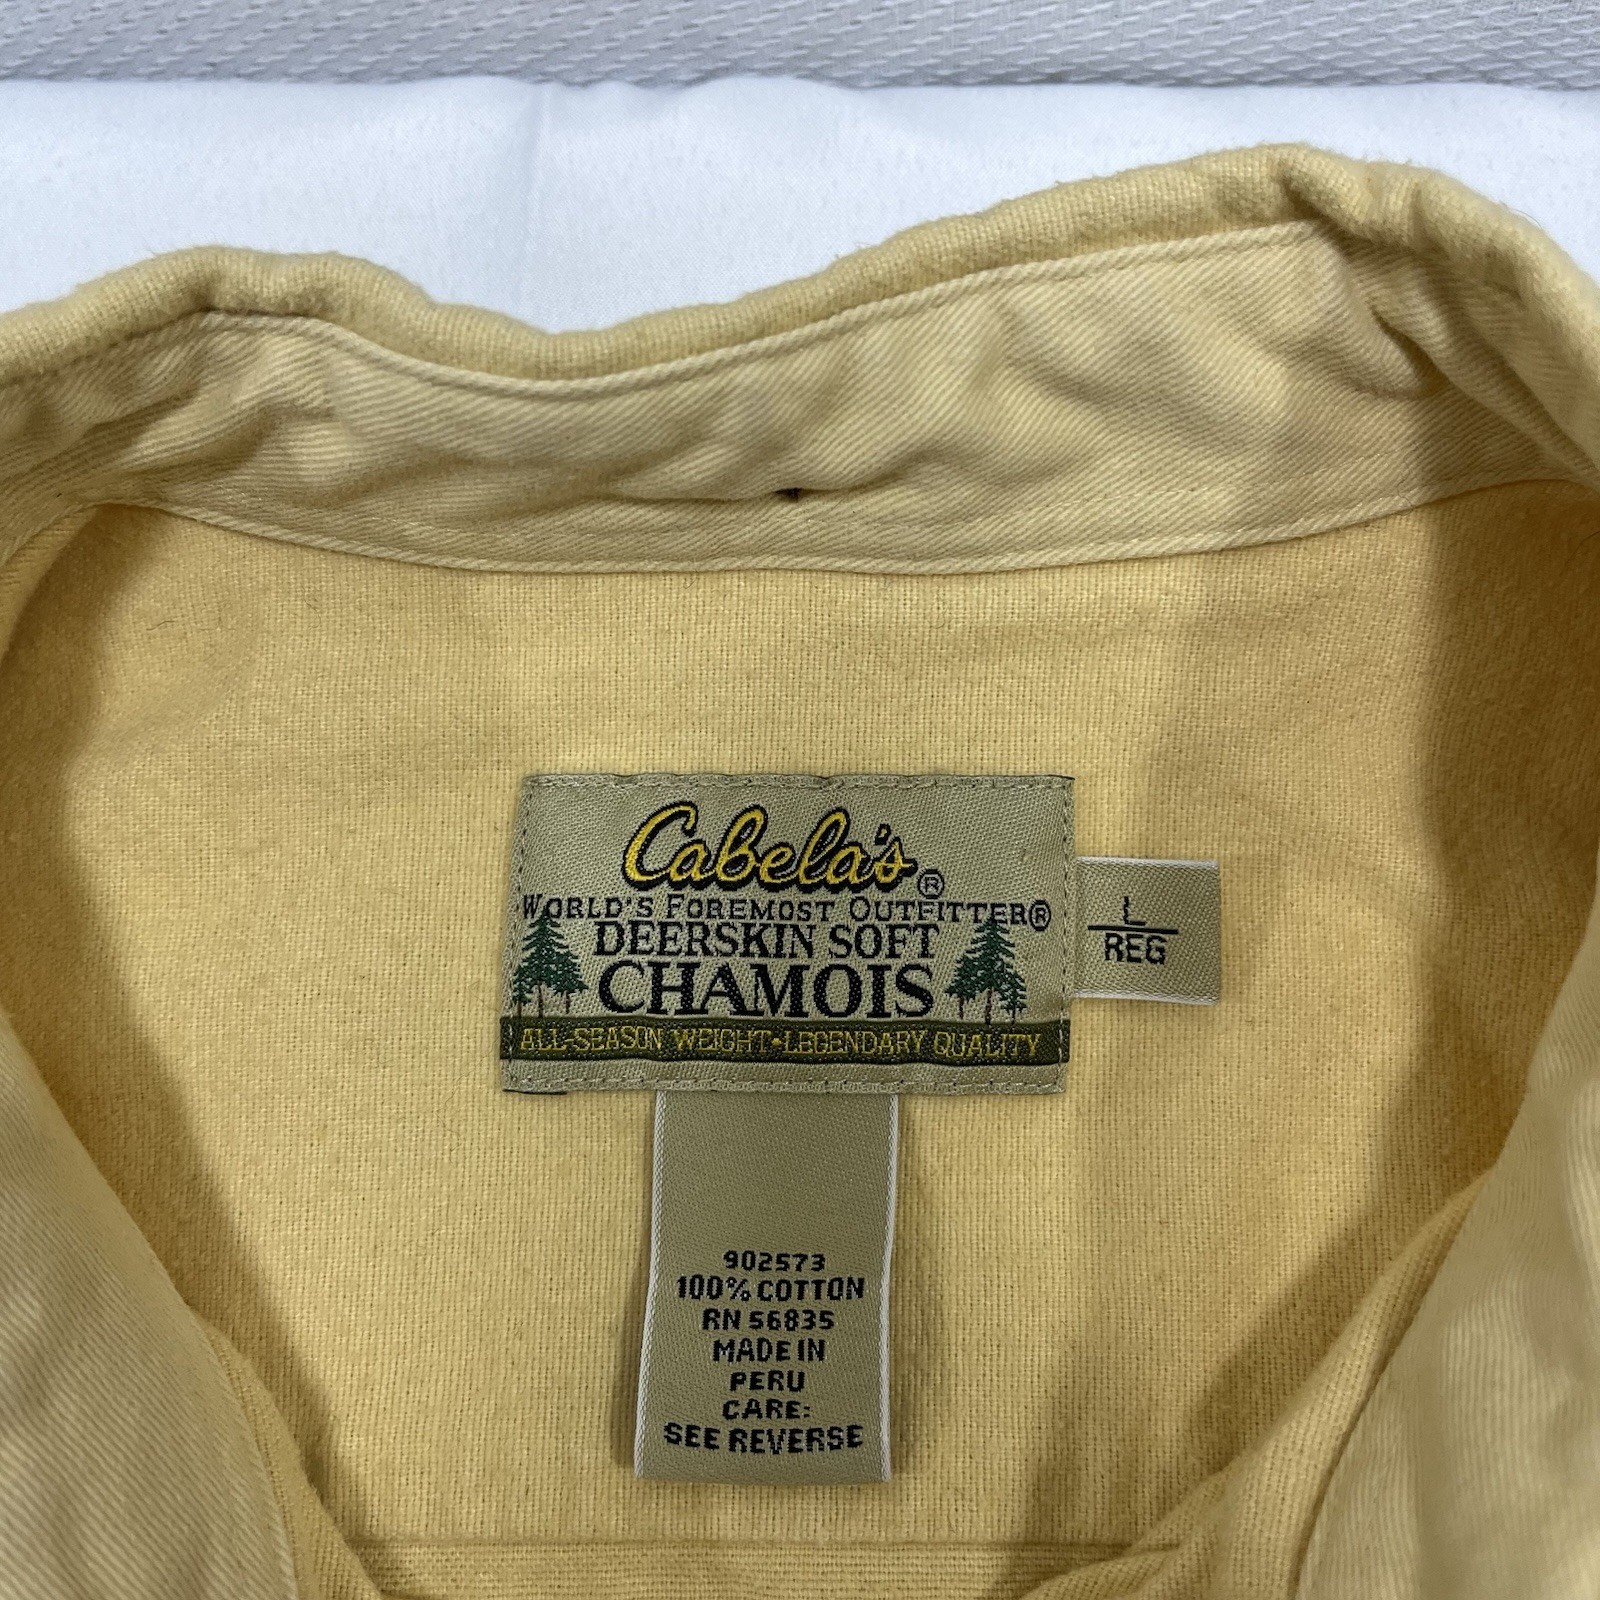 Cabela's®
WORLD'S FOREMOST OUTFITTER®
DEERSKIN SOFT
CHAMOIS
ALL-SEASON WEIGHT•LEGENDARY QUALITY
L
REG
902573
100% COTTON
RN 56835
MADE IN
PERU
CARE:
SEE REVERSE